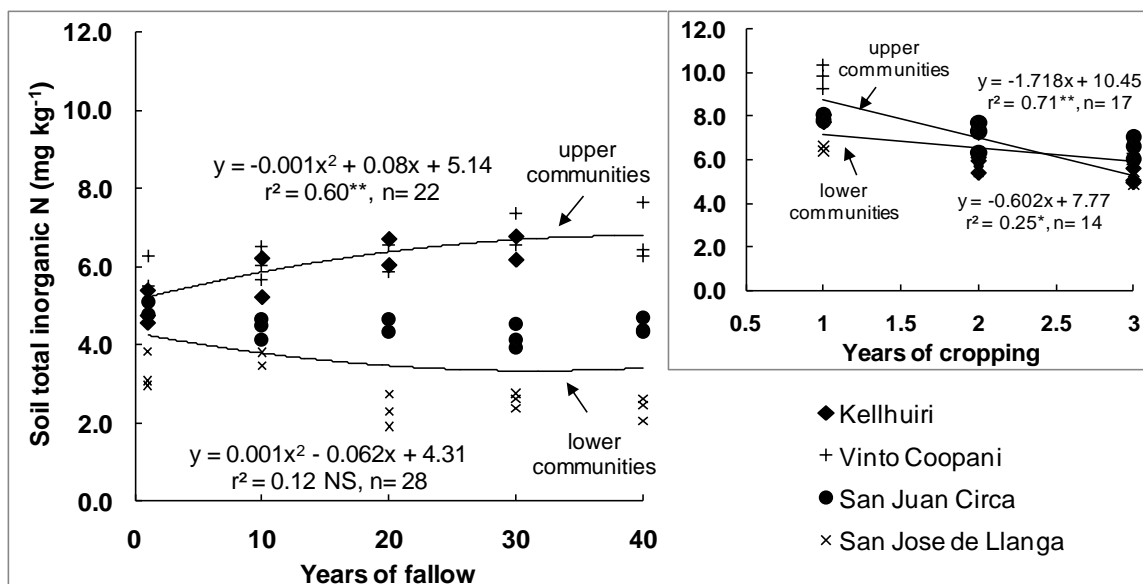 Soil total inorganic N (mg kg⁻¹)
12.0
10.0
8.0
6.0
4.0
2.0
0.0
y = -0.001x² + 0.08x + 5.14
r² = 0.60**, n= 22
upper
communities
y = 0.001x² - 0.062x + 4.31
r² = 0.12 NS, n= 28
lower
communities
0 10 20 30 40
Years of fallow
12.0
10.0
8.0
6.0
4.0
2.0
0.0
upper
communities
y = -1.718x + 10.45
r² = 0.71**, n= 17
lower
communities
y = -0.602x + 7.77
r² = 0.25*, n= 14
0.5 1 1.5 2 2.5 3
Years of cropping
Kellhuiri
Vinto Coopani
San Juan Circa
San Jose de Llanga